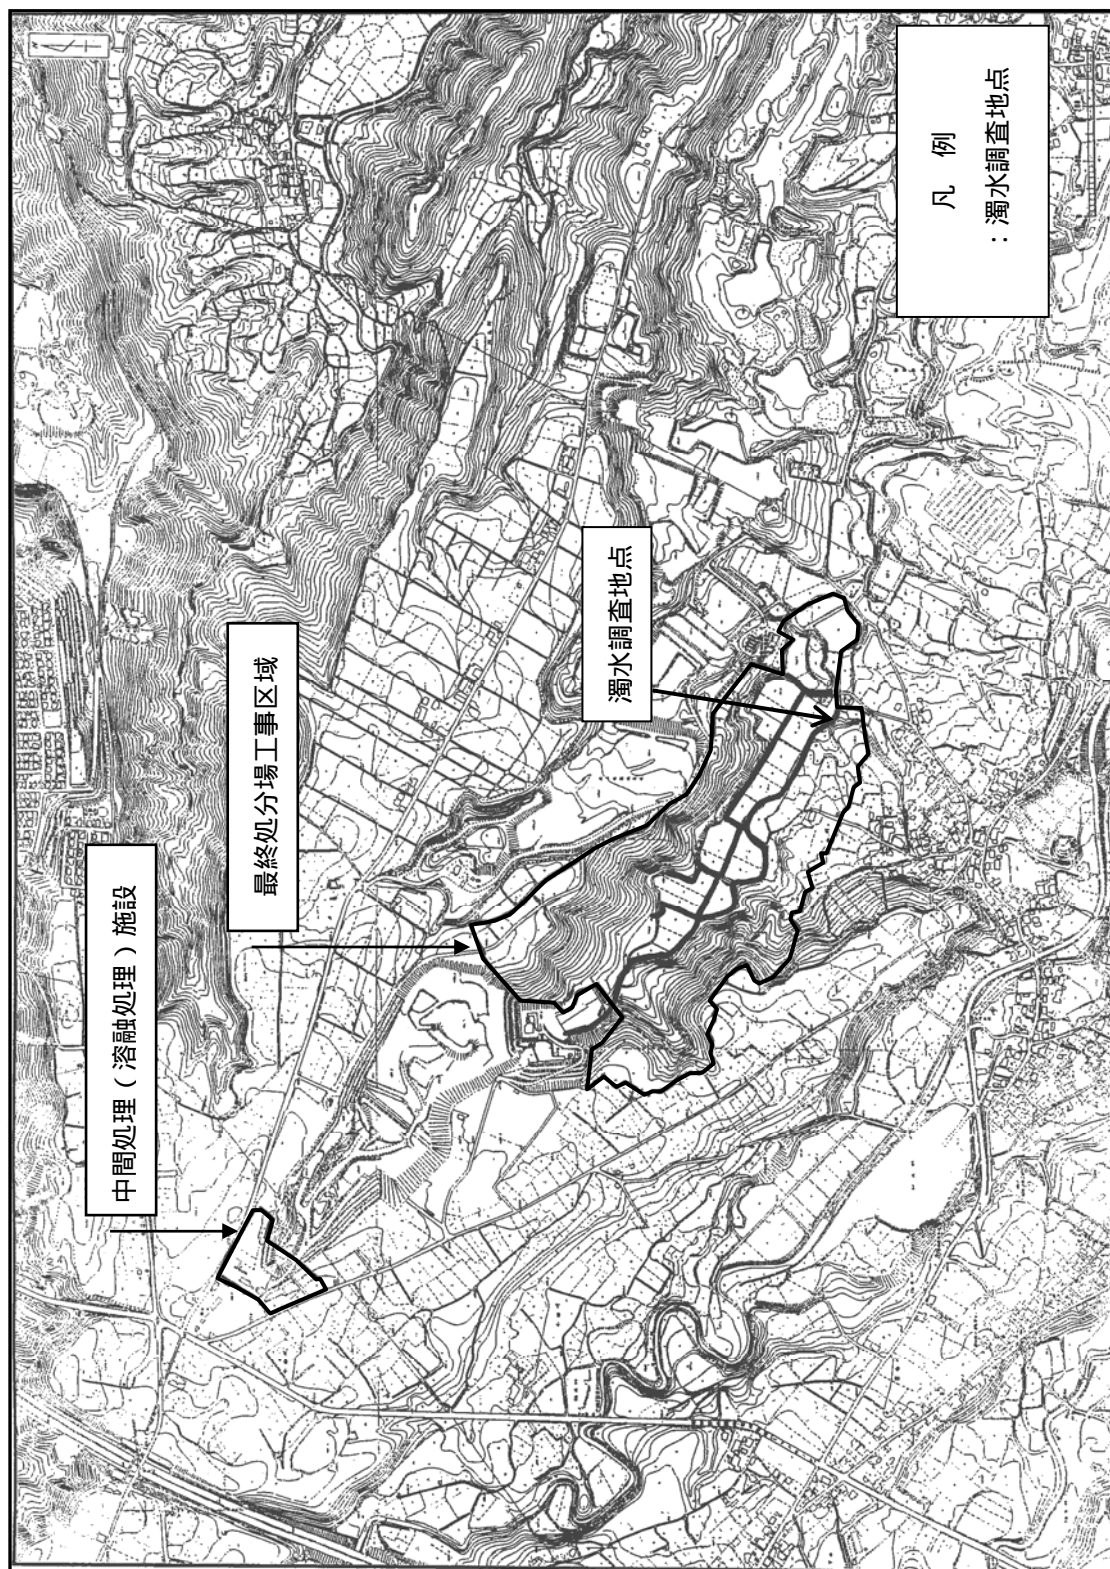 中間処理（溶融処理）施設
最終処分場工事区域
濁水調査地点
凡　例
：濁水調査地点